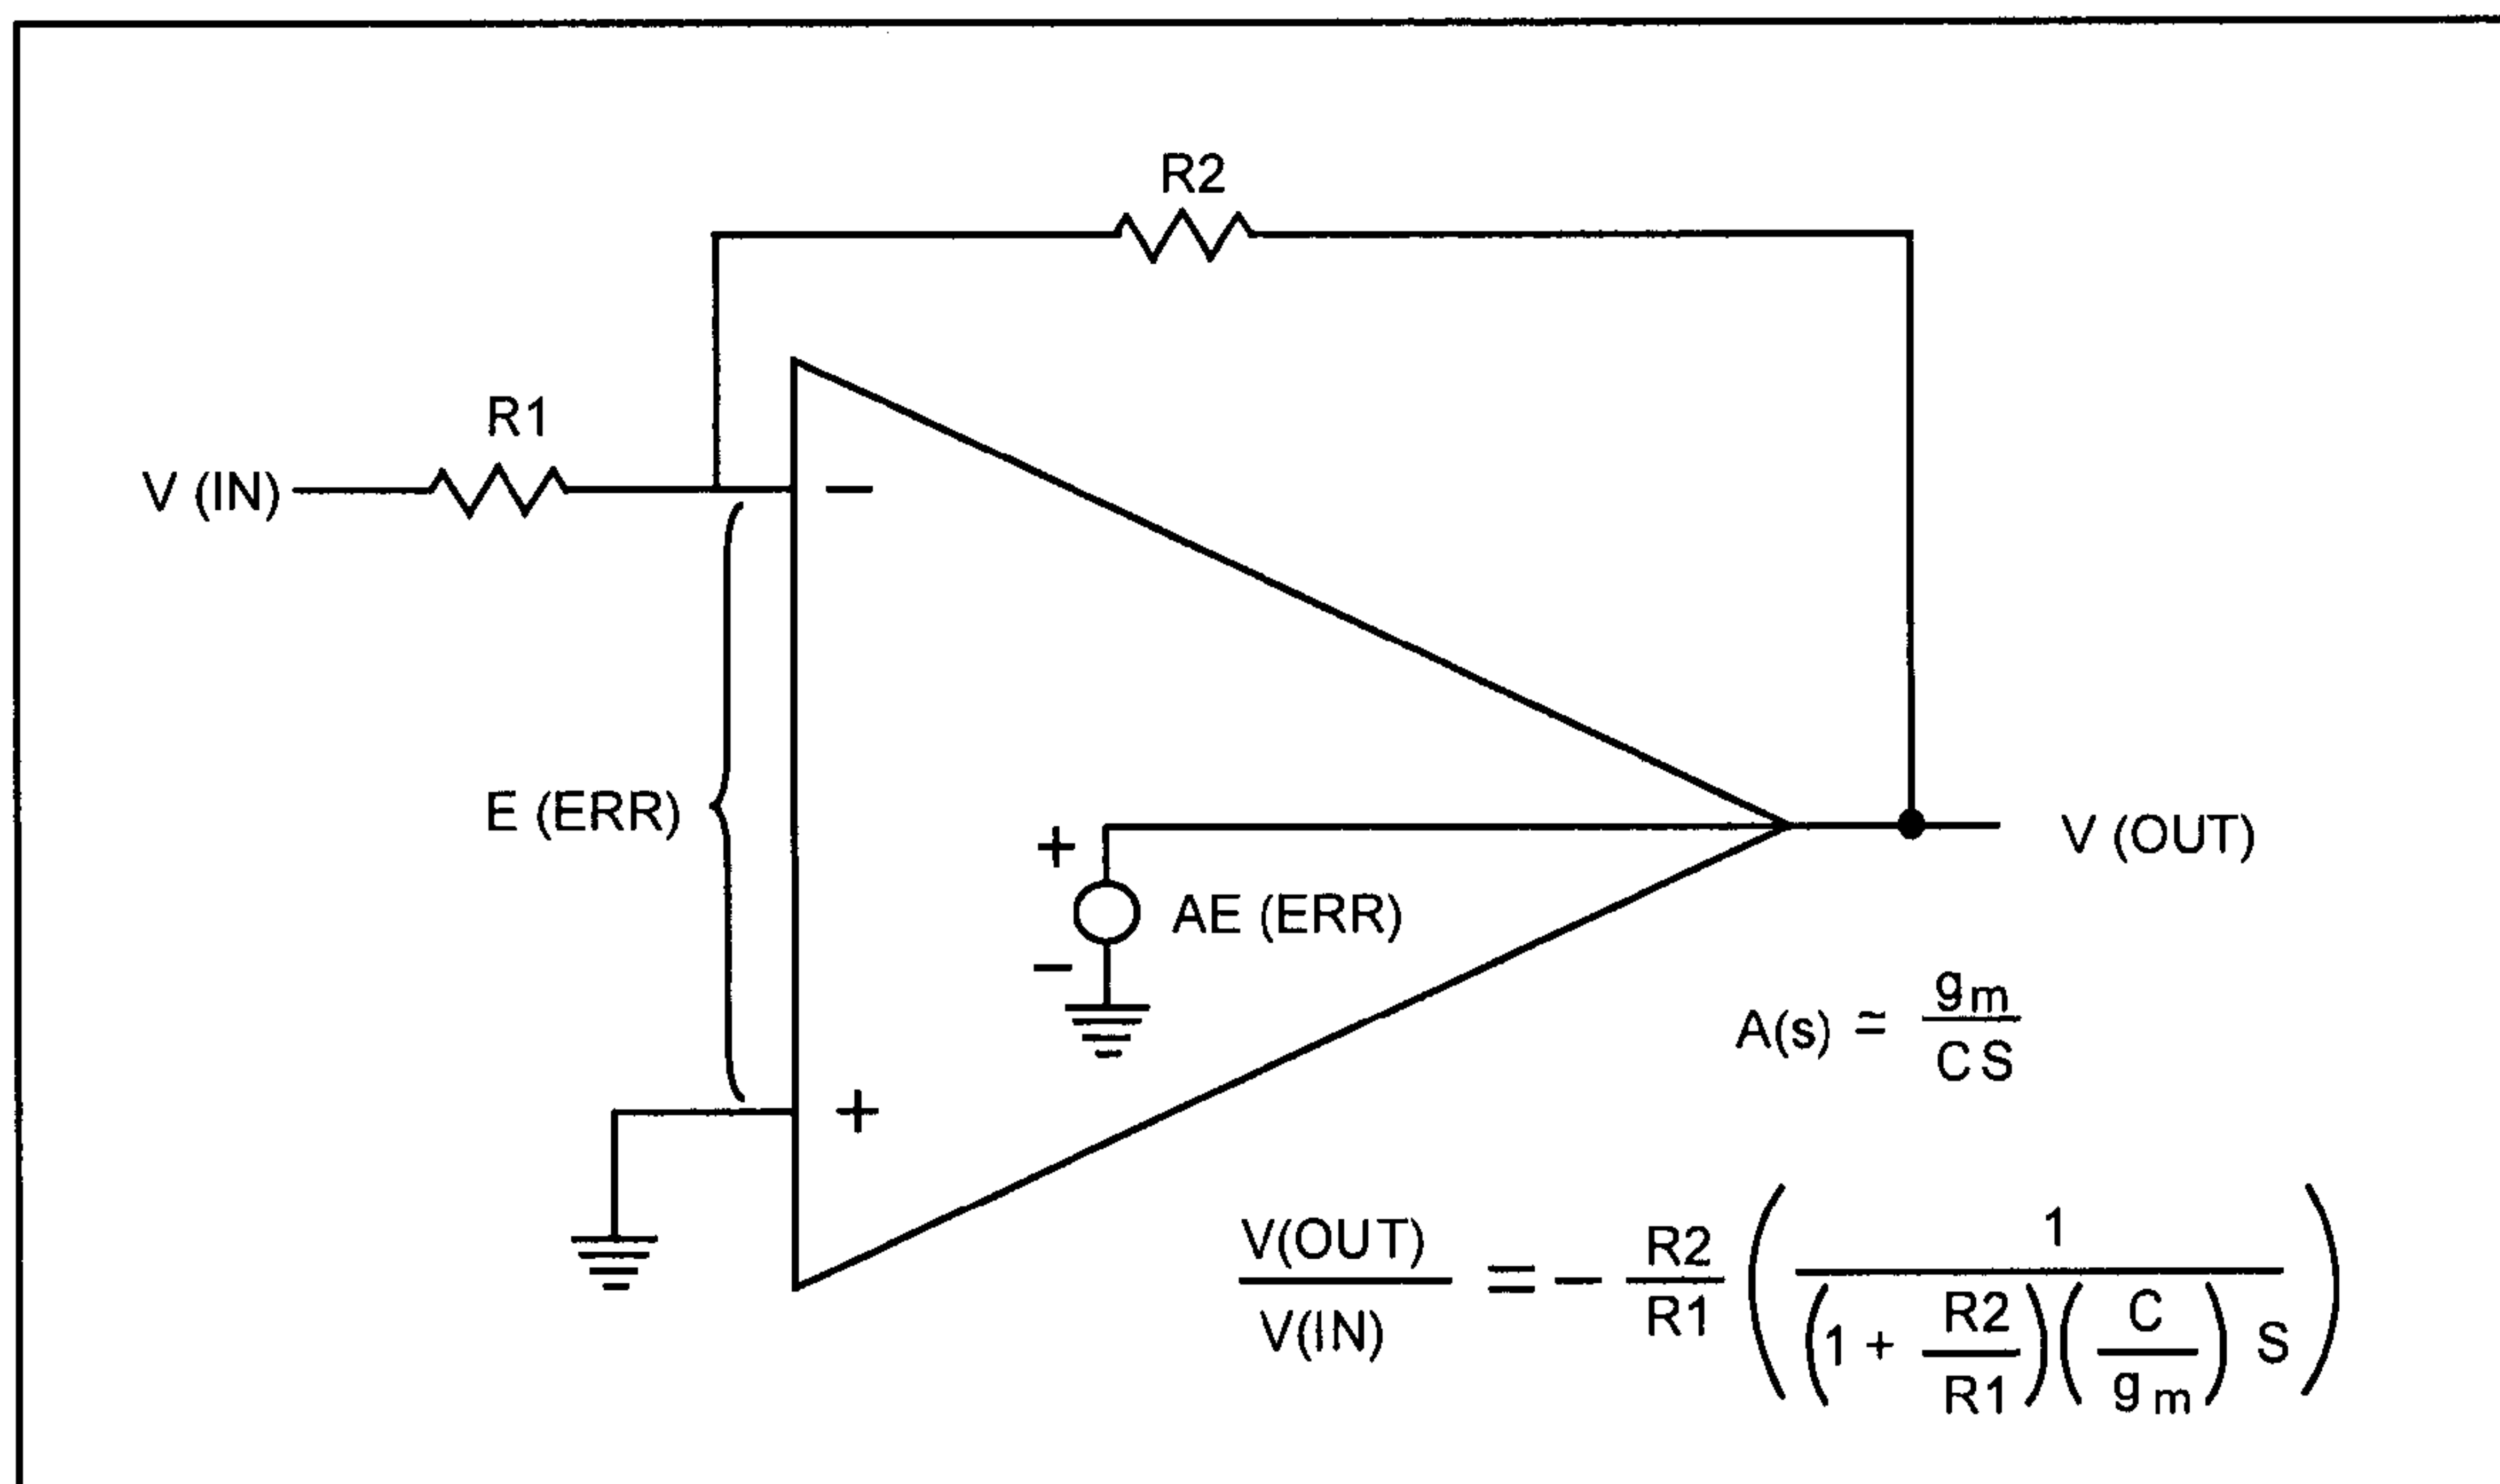 R2
R1
V (IN)
−
E (ERR)
+
AE (ERR)
−
V (OUT)
+
A(s) ≅ gm / CS
V(OUT) / V(IN) = − R2 / R1 ( 1 / (1 + R2 / R1)(C / gm) S )